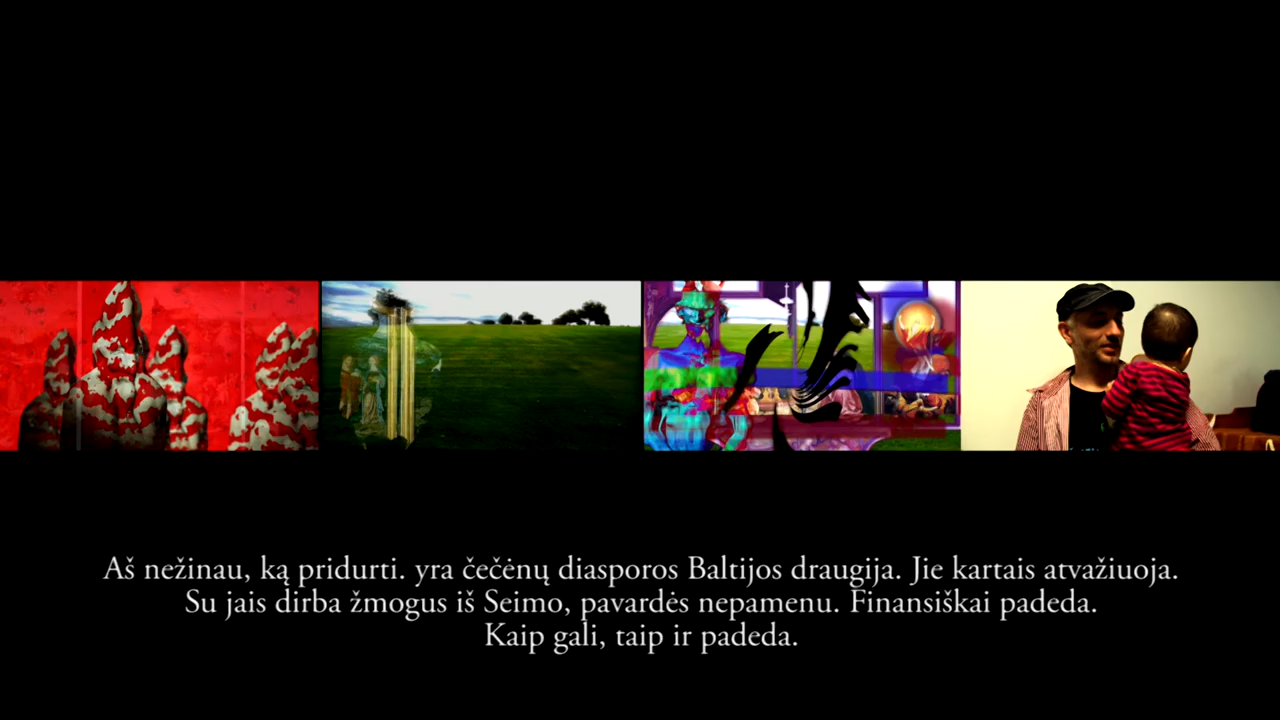 Aš nežinau, ką pridurti. yra čečėnų diasporos Baltijos draugija. Jie kartais atvažiuoja.
Su jais dirba žmogus iš Seimo, pavardės nepamenu. Finansiškai padeda.
Kaip gali, taip ir padeda.